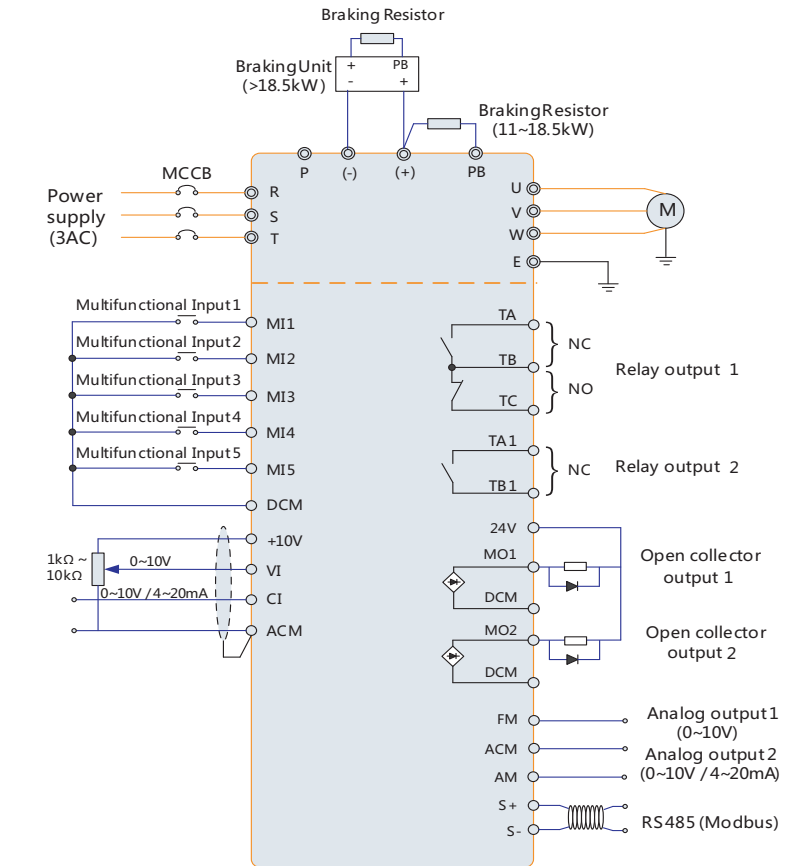 Braking Resistor
Braking Unit
(>18.5kW)
+ PB
- +
Braking Resistor
(11~18.5kW)
P (-) (+) PB
MCCB
Power
supply
(3AC)
R
S
T
U
V
W
E
M
Multifunctional Input1
MI1
Multifunctional Input2
MI2
Multifunctional Input3
MI3
Multifunctional Input4
MI4
Multifunctional Input5
MI5
DCM
+10V
1kΩ ~
10kΩ
0~10V
VI
0~10V /4~20mA
CI
ACM
TA
NC
TB
Relay output 1
NO
TC
TA1
NC
Relay output 2
TB1
24V
MO1
Open collector
output 1
DCM
MO2
Open collector
output 2
DCM
FM
Analog output1
(0~10V)
ACM
Analog output2
(0~10V /4~20mA)
AM
S+
RS485 (Modbus)
S-